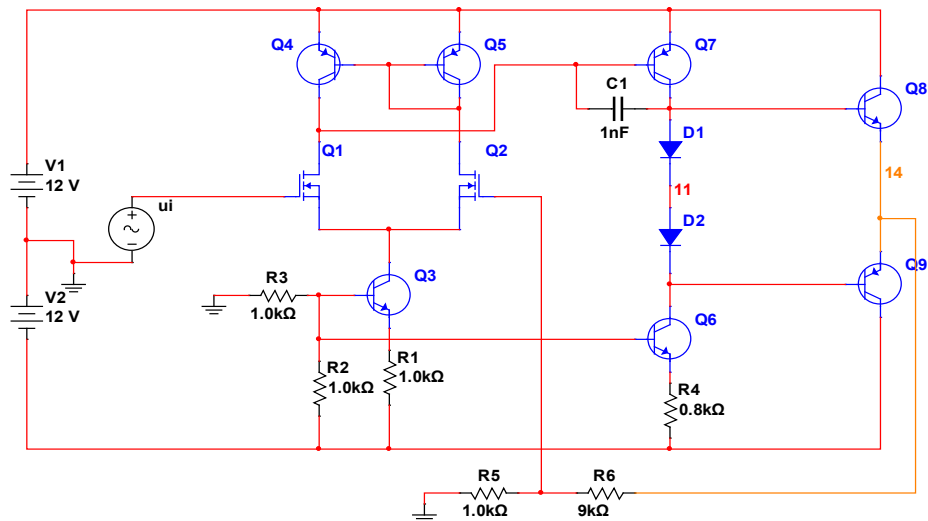 Q4
Q5
Q7
C1
1nF
Q8
D1
Q1
Q2
V1
12 V
ui
11
14
D2
Q3
Q9
R3
1.0kΩ
V2
12 V
Q6
R2
1.0kΩ
R1
1.0kΩ
R4
0.8kΩ
R5
1.0kΩ
R6
9kΩ